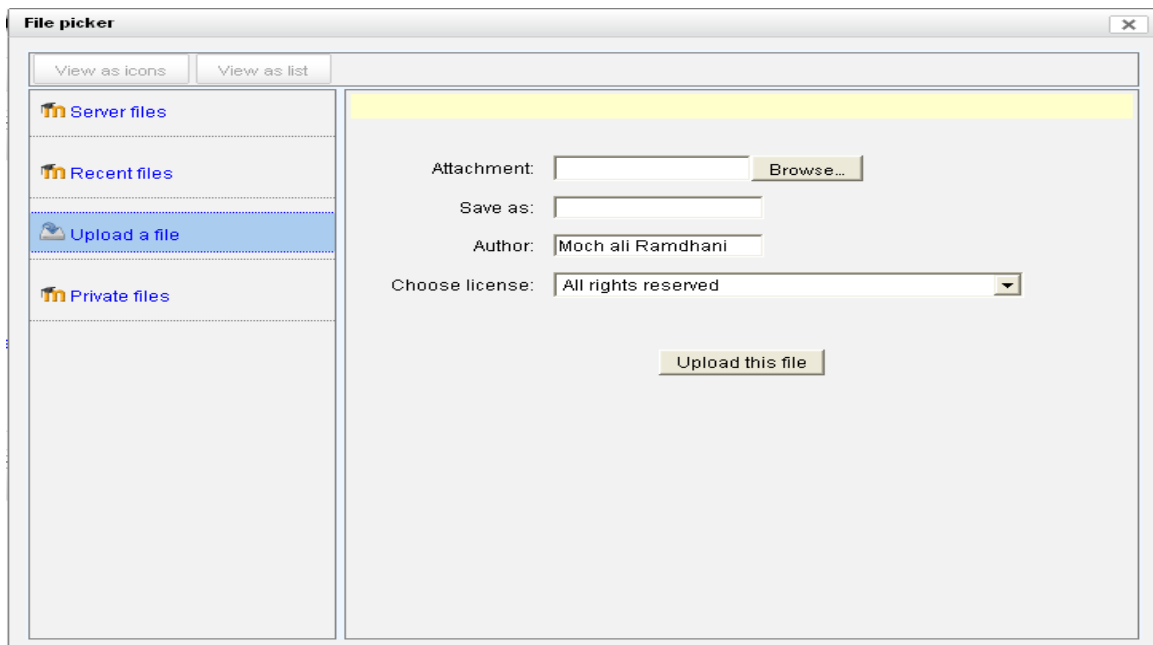 File picker
View as icons View as list
Server files
Recent files
Upload a file
Private files
Attachment: Browse...
Save as:
Author: Moch ali Ramdhani
Choose license: All rights reserved
Upload this file